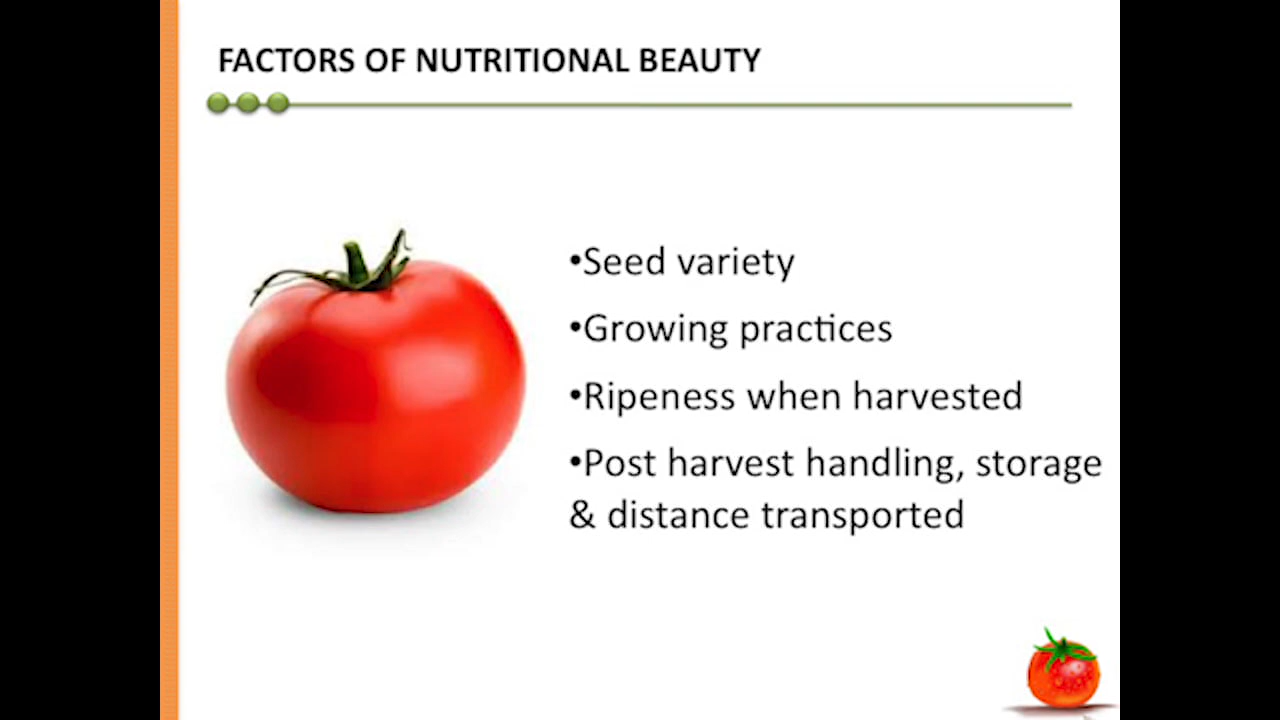 FACTORS OF NUTRITIONAL BEAUTY
•Seed variety
•Growing practices
•Ripeness when harvested
•Post harvest handling, storage
& distance transported